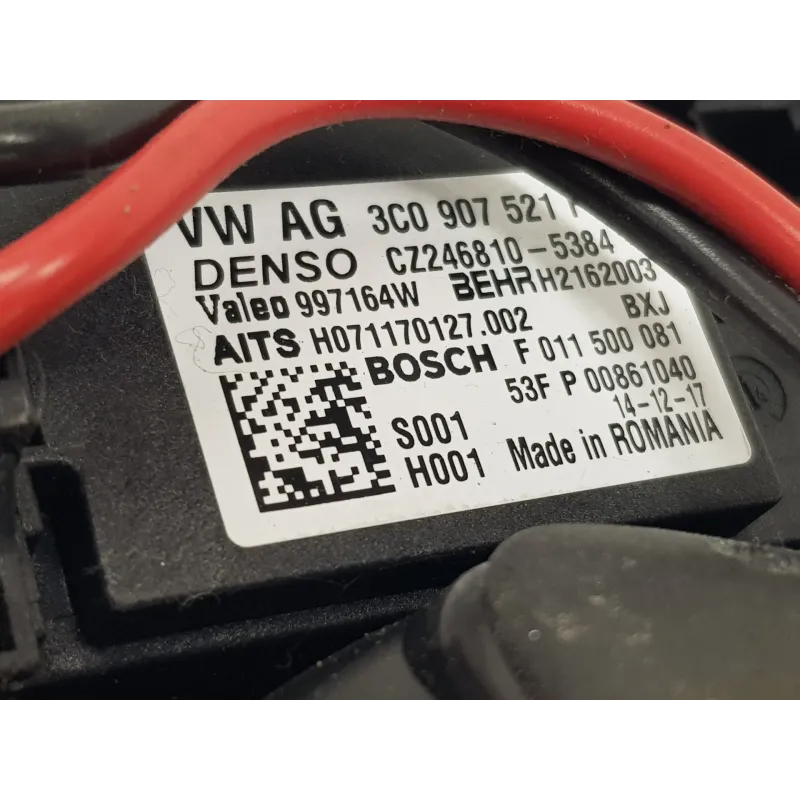 VW AG 3C0 907 521
DENSO CZ246810-5384
Valeo 997164W BEHR H2162003
AITS H071170127.002 BXJ
BOSCH F 011 500 081
53F P 00861040
S001 14-12-17
H001 Made in ROMANIA